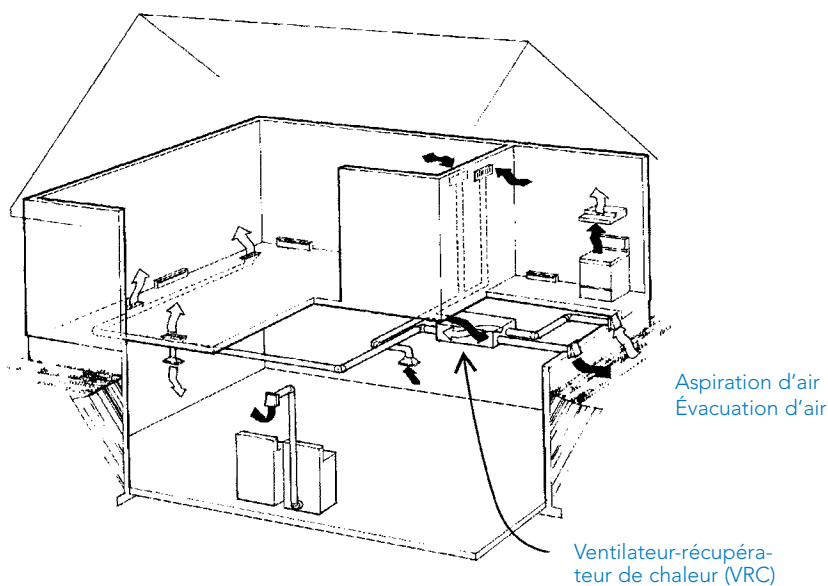 Aspiration d'air
Évacuation d'air
Ventilateur-récupéra-
teur de chaleur (VRC)